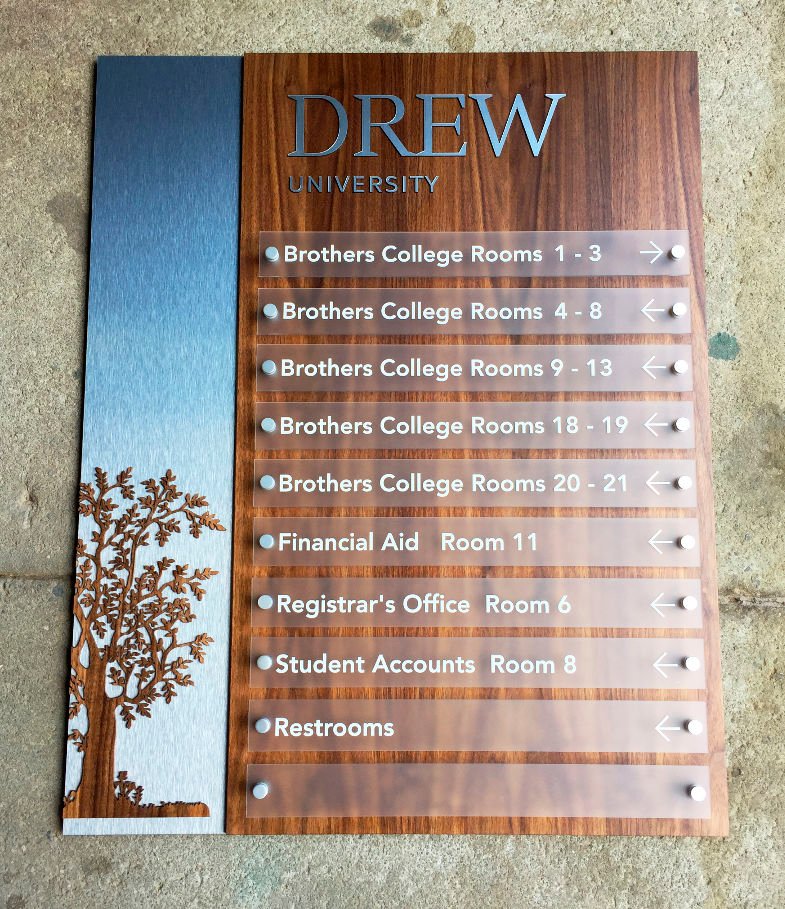 DREW
UNIVERSITY
Brothers College Rooms 1 - 3 →
Brothers College Rooms 4 - 8 ←
Brothers College Rooms 9 - 13 ←
Brothers College Rooms 18 - 19 ←
Brothers College Rooms 20 - 21 ←
Financial Aid Room 11 ←
Registrar's Office Room 6 ←
Student Accounts Room 8 ←
Restrooms ←